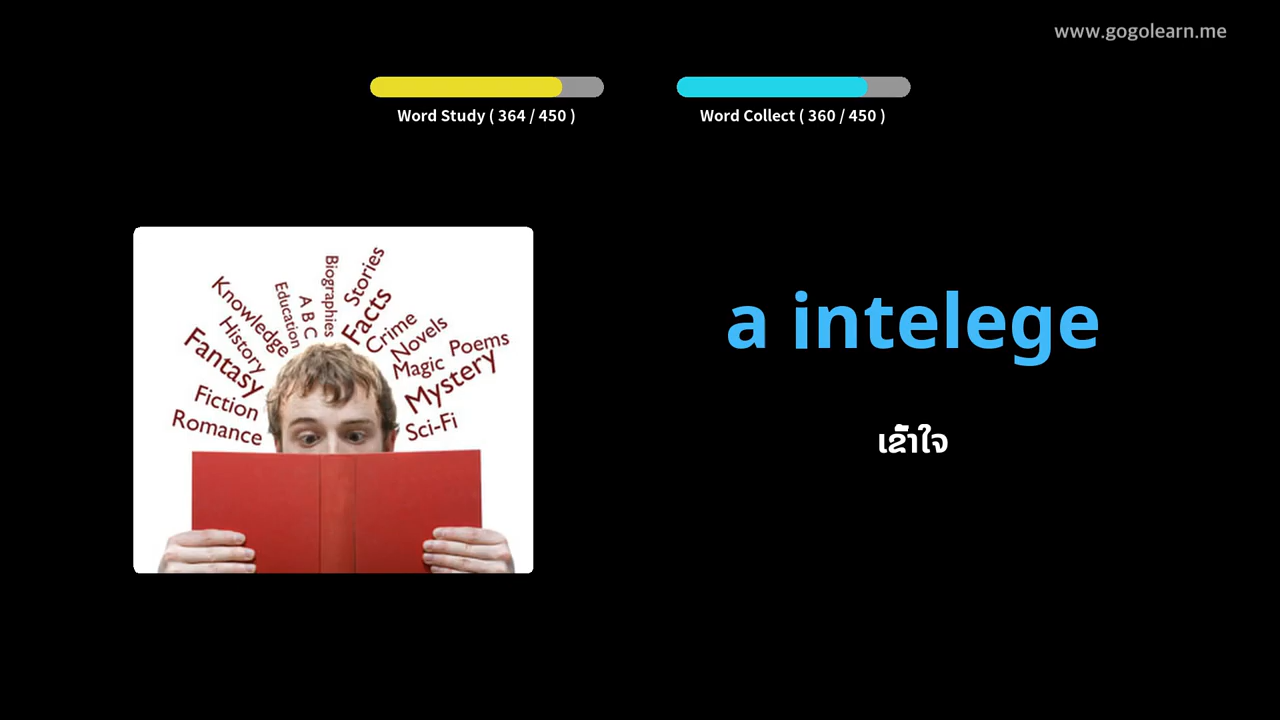 www.gogolearn.me
Word Study ( 364 / 450 )
Word Collect ( 360 / 450 )
Knowledge
Education
A B C
Biographies
Stories
Facts
Crime
Novels
Poems
Magic
Mystery
Sci-Fi
History
Fantasy
Fiction
Romance
a intelege
ເຂົ້າໃຈ